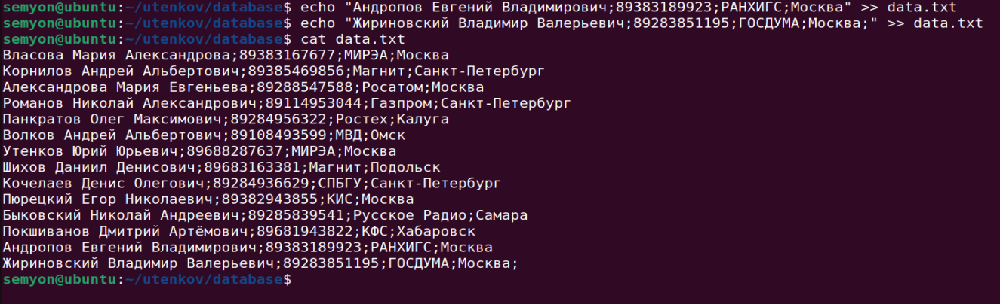 semyon@ubuntu:~/utenkov/database$ echo "Андропов Евгений Владимирович;89383189923;РАНХИГС;Москва" >> data.txt
semyon@ubuntu:~/utenkov/database$ echo "Жириновский Владимир Валерьевич;89283851195;ГОСДУМА;Москва;" >> data.txt
semyon@ubuntu:~/utenkov/database$ cat data.txt
Власова Мария Александрова;89383167677;МИРЭА;Москва
Корнилов Андрей Альбертович;89385469856;Магнит;Санкт-Петербург
Александрова Мария Евгеньева;89288547588;Росатом;Москва
Романов Николай Александрович;89114953044;Газпром;Санкт-Петербург
Панкратов Олег Максимович;89284956322;Ростех;Калуга
Волков Андрей Альбертович;89108493599;МВД;Омск
Утенков Юрий Юрьевич;89688287637;МИРЭА;Москва
Шихов Даниил Денисович;89683163381;Магнит;Подольск
Кочелаев Денис Олегович;89284936629;СПБГУ;Санкт-Петербург
Пюрецкий Егор Николаевич;89382943855;КИС;Москва
Быковский Николай Андреевич;89285839541;Русское Радио;Самара
Покшиванов Дмитрий Артёмович;89681943822;КФС;Хабаровск
Андропов Евгений Владимирович;89383189923;РАНХИГС;Москва
Жириновский Владимир Валерьевич;89283851195;ГОСДУМА;Москва;
semyon@ubuntu:~/utenkov/database$